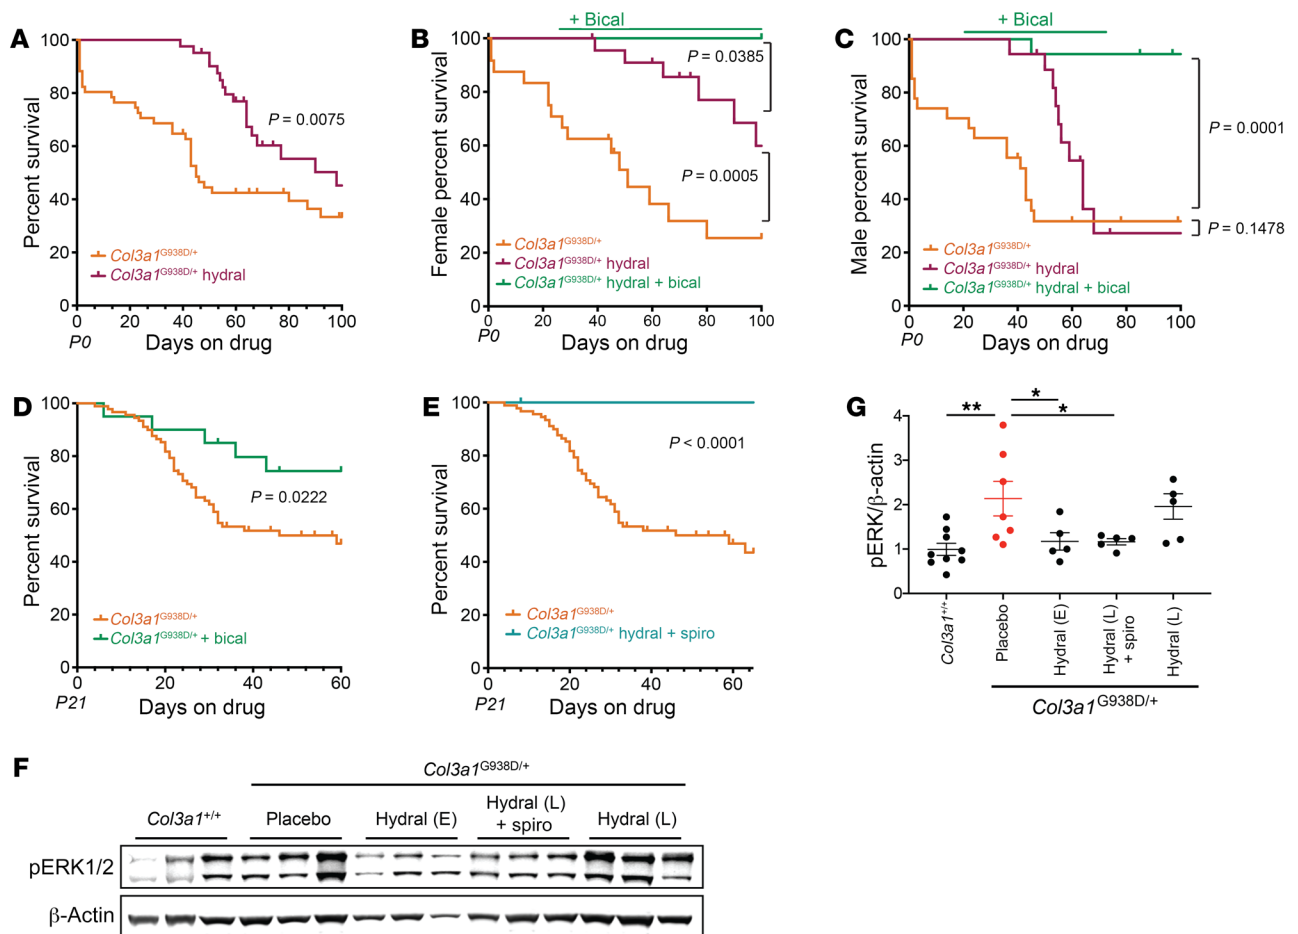 A
Percent survival
100
80
60
40
20
0
P = 0.0075
Col3a1G938D/+
Col3a1G938D/+ hydral
0 20 40 60 80 100
P0
Days on drug
B
+ Bical
Female percent survival
100
80
60
40
20
0
P = 0.0385
P = 0.0005
Col3a1G938D/+
Col3a1G938D/+ hydral
Col3a1G938D/+ hydral + bical
0 20 40 60 80 100
P0
Days on drug
C
+ Bical
Male percent survival
100
80
60
40
20
0
P = 0.0001
P = 0.1478
Col3a1G938D/+
Col3a1G938D/+ hydral
Col3a1G938D/+ hydral + bical
0 20 40 60 80 100
P0
Days on drug
D
Percent survival
100
80
60
40
20
0
P = 0.0222
Col3a1G938D/+
Col3a1G938D/+ + bical
0 20 40 60
P21
Days on drug
E
Percent survival
100
80
60
40
20
0
P < 0.0001
Col3a1G938D/+
Col3a1G938D/+ hydral + spiro
0 20 40 60
P21
Days on drug
G
pERK/β-actin
4
3
2
1
0
**
*
*
Col3a1+/+
Placebo
Hydral (E)
Hydral (L)
+ spiro
Hydral (L)
Col3a1G938D/+
F
Col3a1G938D/+
Col3a1+/+
Placebo
Hydral (E)
Hydral (L)
+ spiro
Hydral (L)
pERK1/2
β-Actin